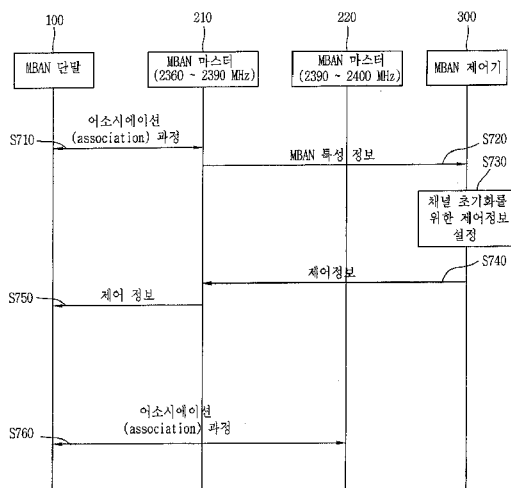 100
210
220
300
MBAN 단말
MBAN 마스터
(2360 ~ 2390 MHz)
MBAN 마스터
(2390 ~ 2400 MHz)
MBAN 제어기
S710
어소시에이션
(association) 과정
MBAN 특성 정보
S720
S730
채널 초기화를
위한 제어정보
설정
제어정보
S740
S750
제어 정보
어소시에이션
(association) 과정
S760